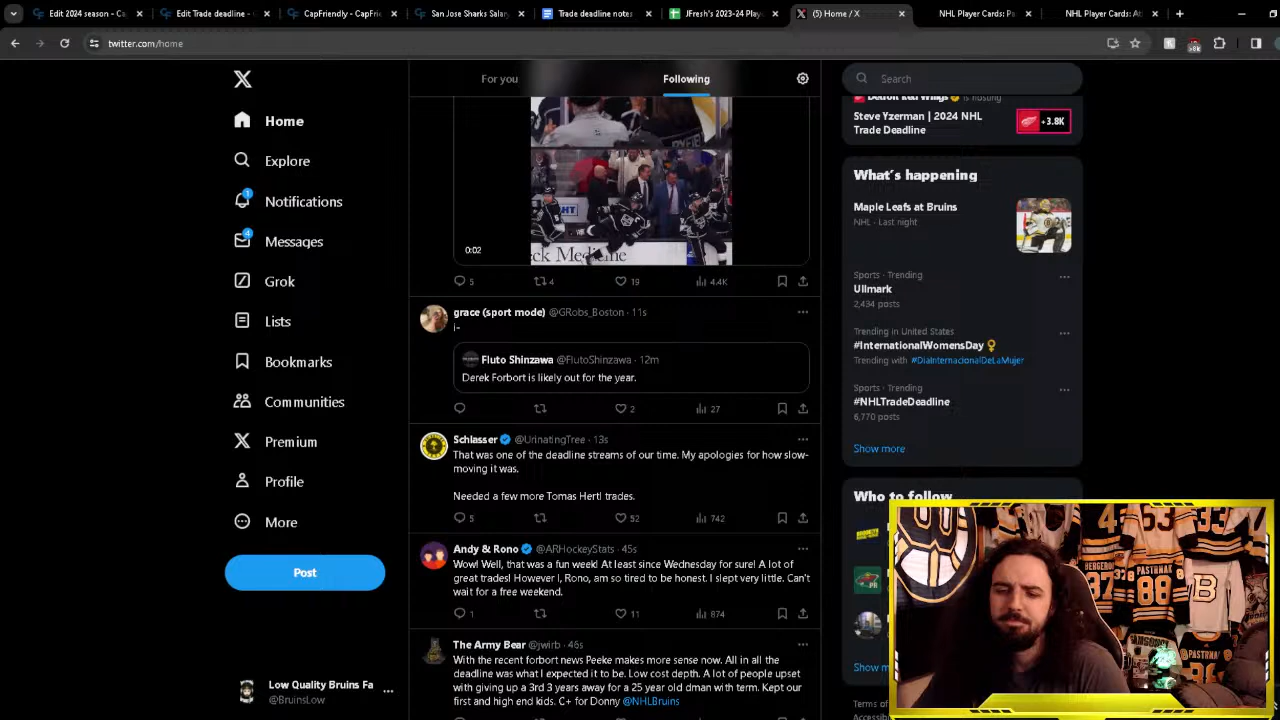 Edit 2024 season - Ca
Edit Trade deadline -
CapFriendly - CapFrie
San Jose Sharks Salar
Trade deadline notes
JFresh's 2023-24 Play
(5) Home / X
NHL Player Cards: Pa
NHL Player Cards: At
twitter.com/home
>8k
For you
Following
Search
Home
Explore
Notifications
1
Messages
4
Grok
Lists
Bookmarks
Communities
Premium
Profile
More
Post
Low Quality Bruins Fa
@BruinsLow
0:02
5
4
19
4.4K
grace (sport mode) @GRobs_Boston · 11s
i-
Fluto Shinzawa @FlutoShinzawa · 12m
Derek Forbort is likely out for the year.
2
27
Schlasser @UrinatingTree · 13s
That was one of the deadline streams of our time. My apologies for how slow-
moving it was.
Needed a few more Tomas Hertl trades.
5
52
742
Andy & Rono @ARHockeyStats · 45s
Wow! Well, that was a fun week! At least since Wednesday for sure! A lot of
great trades! However I, Rono, am so tired to be honest. I slept very little. Can't
wait for a free weekend.
1
11
874
The Army Bear @jwirb · 46s
With the recent forbort news Peeke makes more sense now. All in all the
deadline was what I expected it to be. Low cost depth. A lot of people upset
with giving up a 3rd 3 years away for a 25 year old dman with term. Kept our
first and high end kids. C+ for Donny @NHLBruins
Detroit Red Wings is hosting
Steve Yzerman | 2024 NHL
Trade Deadline
+3.8K
What's happening
Maple Leafs at Bruins
NHL · Last night
Sports · Trending
Ullmark
2,434 posts
Trending in United States
#InternationalWomensDay
Trending with #DiaInternacionalDeLaMujer
Sports · Trending
#NHLTradeDeadline
6,770 posts
Show more
Who to follow
Show m
Terms of
BERGERON
37
PASTRNAK
88
63
33
4
PASTRNAK